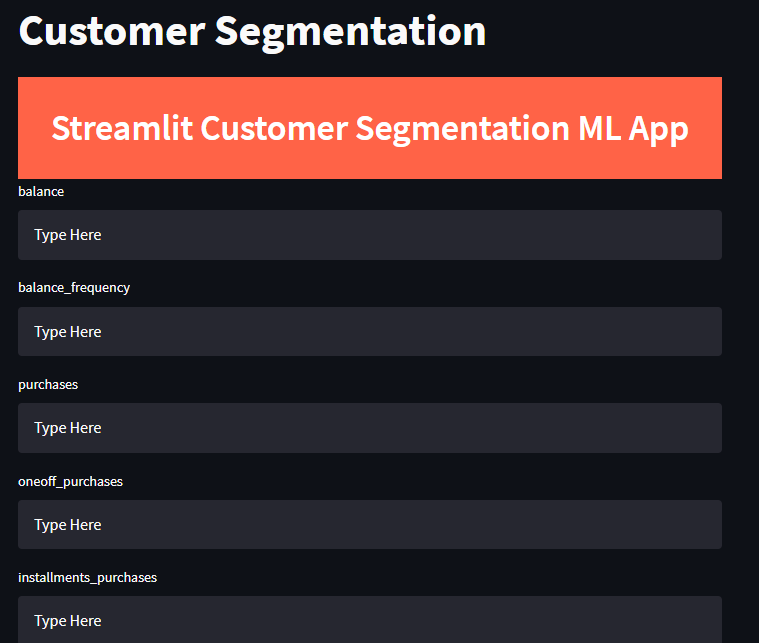 Customer Segmentation
Streamlit Customer Segmentation ML App
balance
Type Here
balance_frequency
Type Here
purchases
Type Here
oneoff_purchases
Type Here
installments_purchases
Type Here